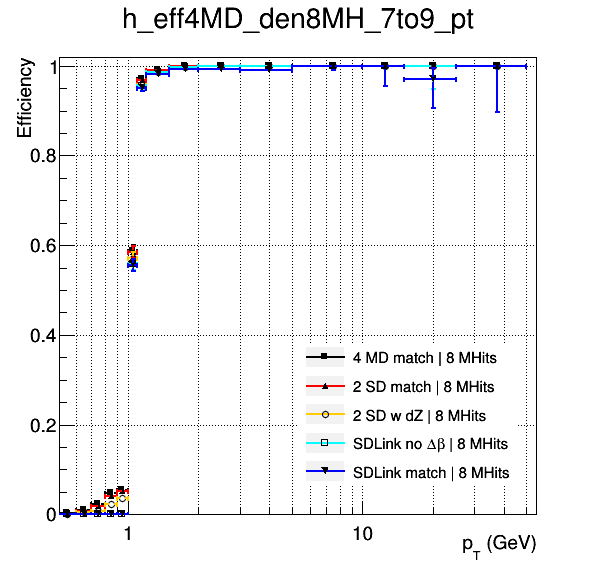 h_eff4MD_den8MH_7to9_pt
Efficiency
1
0.8
0.6
0.4
0.2
0
4 MD match | 8 MHits
2 SD match | 8 MHits
2 SD w dZ | 8 MHits
SDLink no Δβ | 8 MHits
SDLink match | 8 MHits
1 10
p_T (GeV)